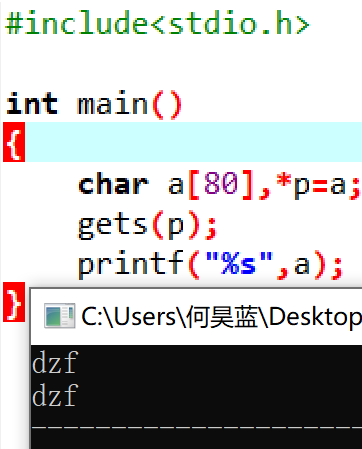 #include<stdio.h>
int main()
{
char a[80],*p=a;
gets(p);
printf("%s",a);
}
C:\Users\何昊蓝\Desktop
dzf
dzf
--------------------